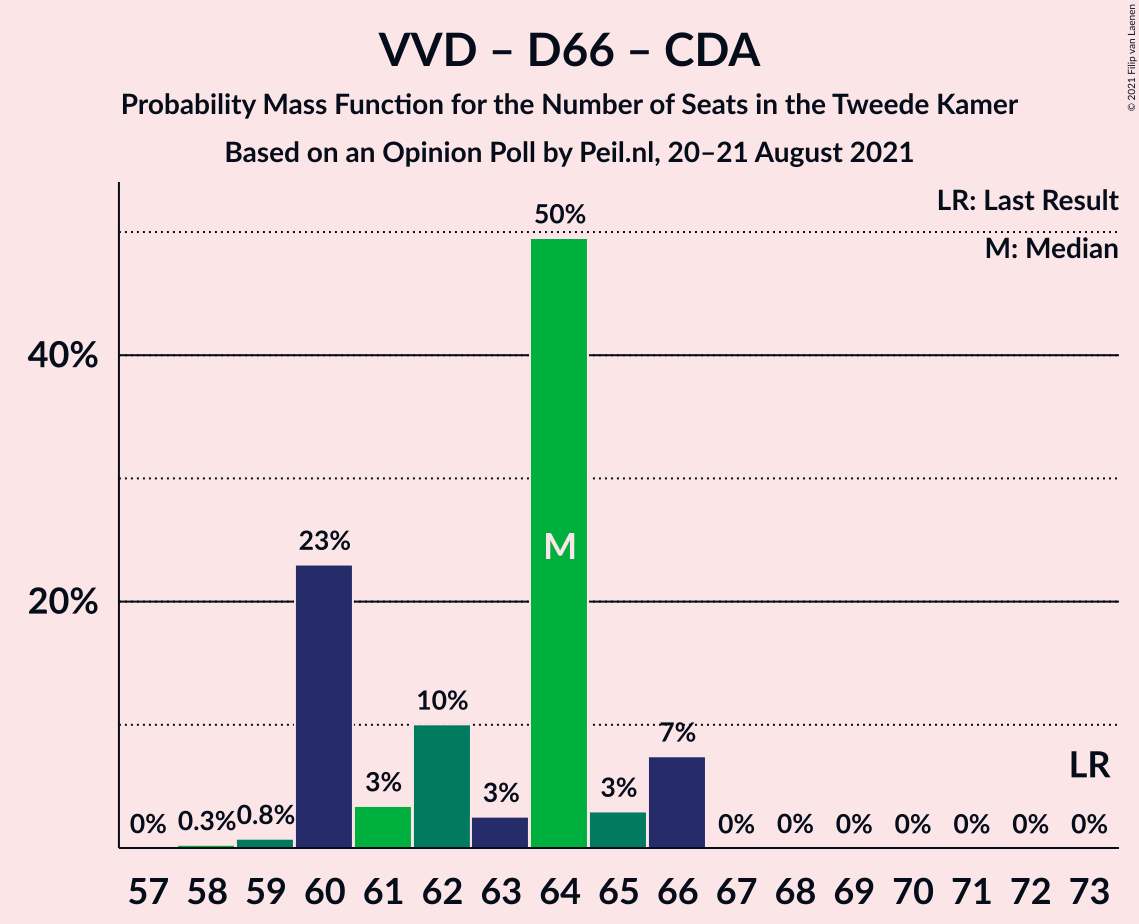 VVD – D66 – CDA
Probability Mass Function for the Number of Seats in the Tweede Kamer
Based on an Opinion Poll by Peil.nl, 20–21 August 2021
© 2021 Filip van Laenen
LR: Last Result
M: Median
40%
20%
0%
0.3%
0.8%
23%
3%
10%
3%
50%
M
3%
7%
0%
0%
0%
0%
0%
0%
0%
LR
57 58 59 60 61 62 63 64 65 66 67 68 69 70 71 72 73